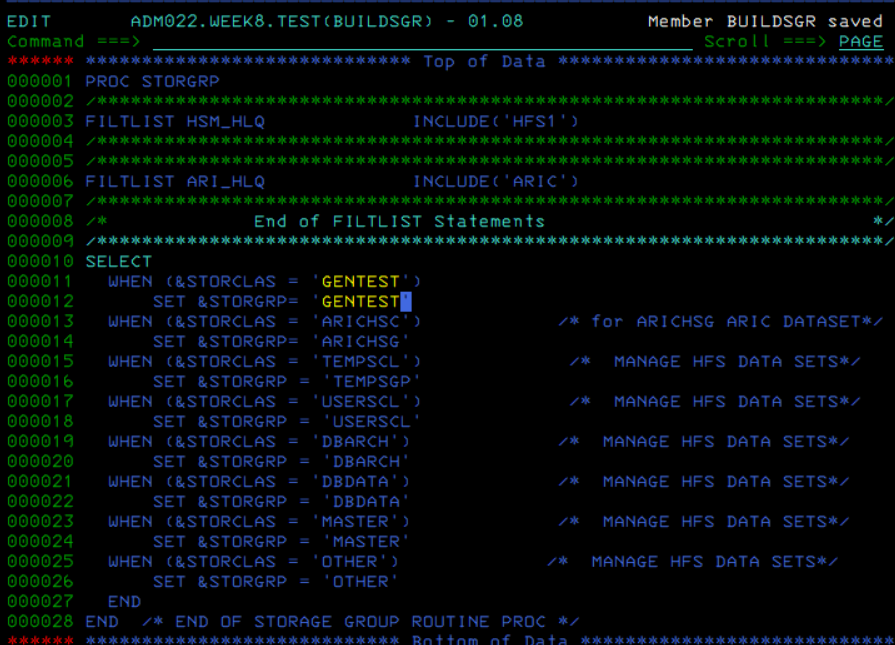 EDIT ADM022.WEEK8.TEST(BUILDSGR) - 01.08 Member BUILDSGR saved
Command ===> Scroll ===> PAGE
****** ***************************** Top of Data ******************************
000001 PROC STORGRP
000002 /**********************************************************************/
000003 FILTLIST HSM_HLQ INCLUDE('HFS1')
000004 /**********************************************************************/
000005 /**********************************************************************/
000006 FILTLIST ARI_HLQ INCLUDE('ARIC')
000007 /**********************************************************************/
000008 /* End of FILTLIST Statements */
000009 /**********************************************************************/
000010 SELECT
000011 WHEN (&STORCLAS = 'GENTEST')
000012 SET &STORGRP= 'GENTEST'
000013 WHEN (&STORCLAS = 'ARICHSC') /* for ARICHSG ARIC DATASET*/
000014 SET &STORGRP= 'ARICHSG'
000015 WHEN (&STORCLAS = 'TEMPSCL') /* MANAGE HFS DATA SETS*/
000016 SET &STORGRP = 'TEMPSGP'
000017 WHEN (&STORCLAS = 'USERSCL') /* MANAGE HFS DATA SETS*/
000018 SET &STORGRP = 'USERSCL'
000019 WHEN (&STORCLAS = 'DBARCH') /* MANAGE HFS DATA SETS*/
000020 SET &STORGRP = 'DBARCH'
000021 WHEN (&STORCLAS = 'DBDATA') /* MANAGE HFS DATA SETS*/
000022 SET &STORGRP = 'DBDATA'
000023 WHEN (&STORCLAS = 'MASTER') /* MANAGE HFS DATA SETS*/
000024 SET &STORGRP = 'MASTER'
000025 WHEN (&STORCLAS = 'OTHER') /* MANAGE HFS DATA SETS*/
000026 SET &STORGRP = 'OTHER'
000027 END
000028 END /* END OF STORAGE GROUP ROUTINE PROC */
****** **************************** Bottom of Data ****************************